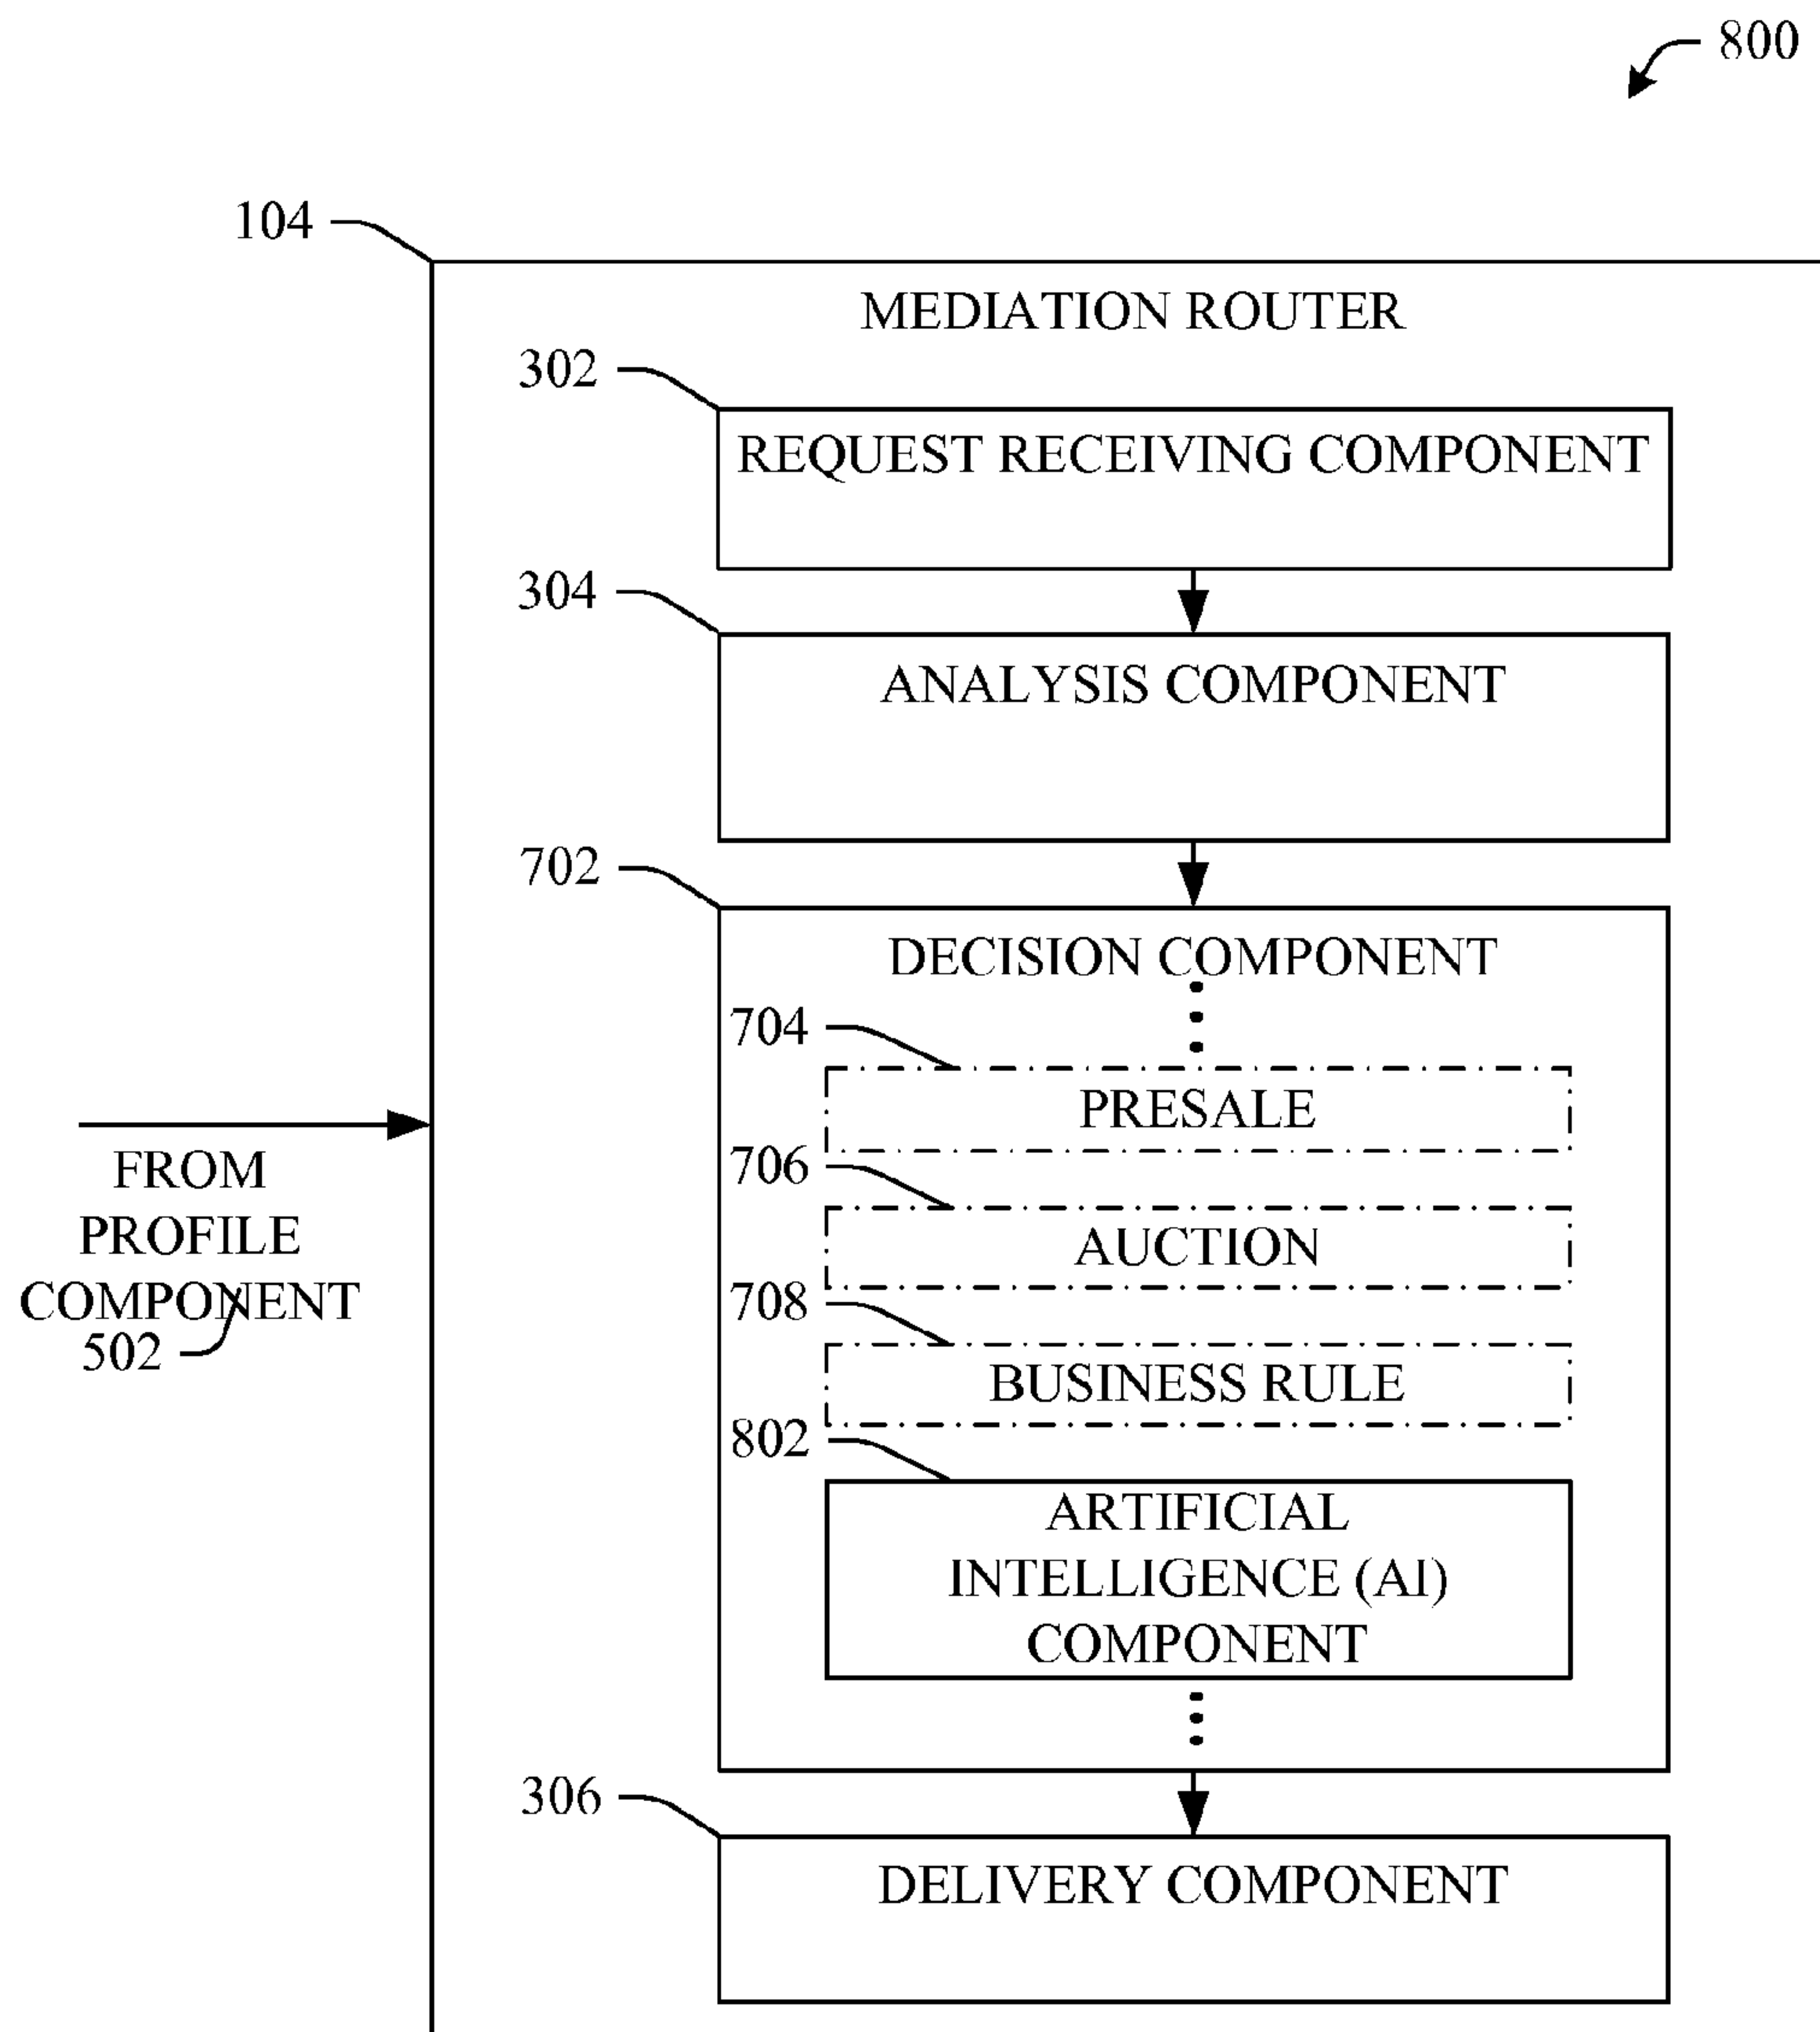 800
104
MEDIATION ROUTER
302
REQUEST RECEIVING COMPONENT
304
ANALYSIS COMPONENT
702
DECISION COMPONENT
704
PRESALE
706
AUCTION
708
BUSINESS RULE
802
ARTIFICIAL
INTELLIGENCE (AI)
COMPONENT
FROM
PROFILE
COMPONENT
502
306
DELIVERY COMPONENT